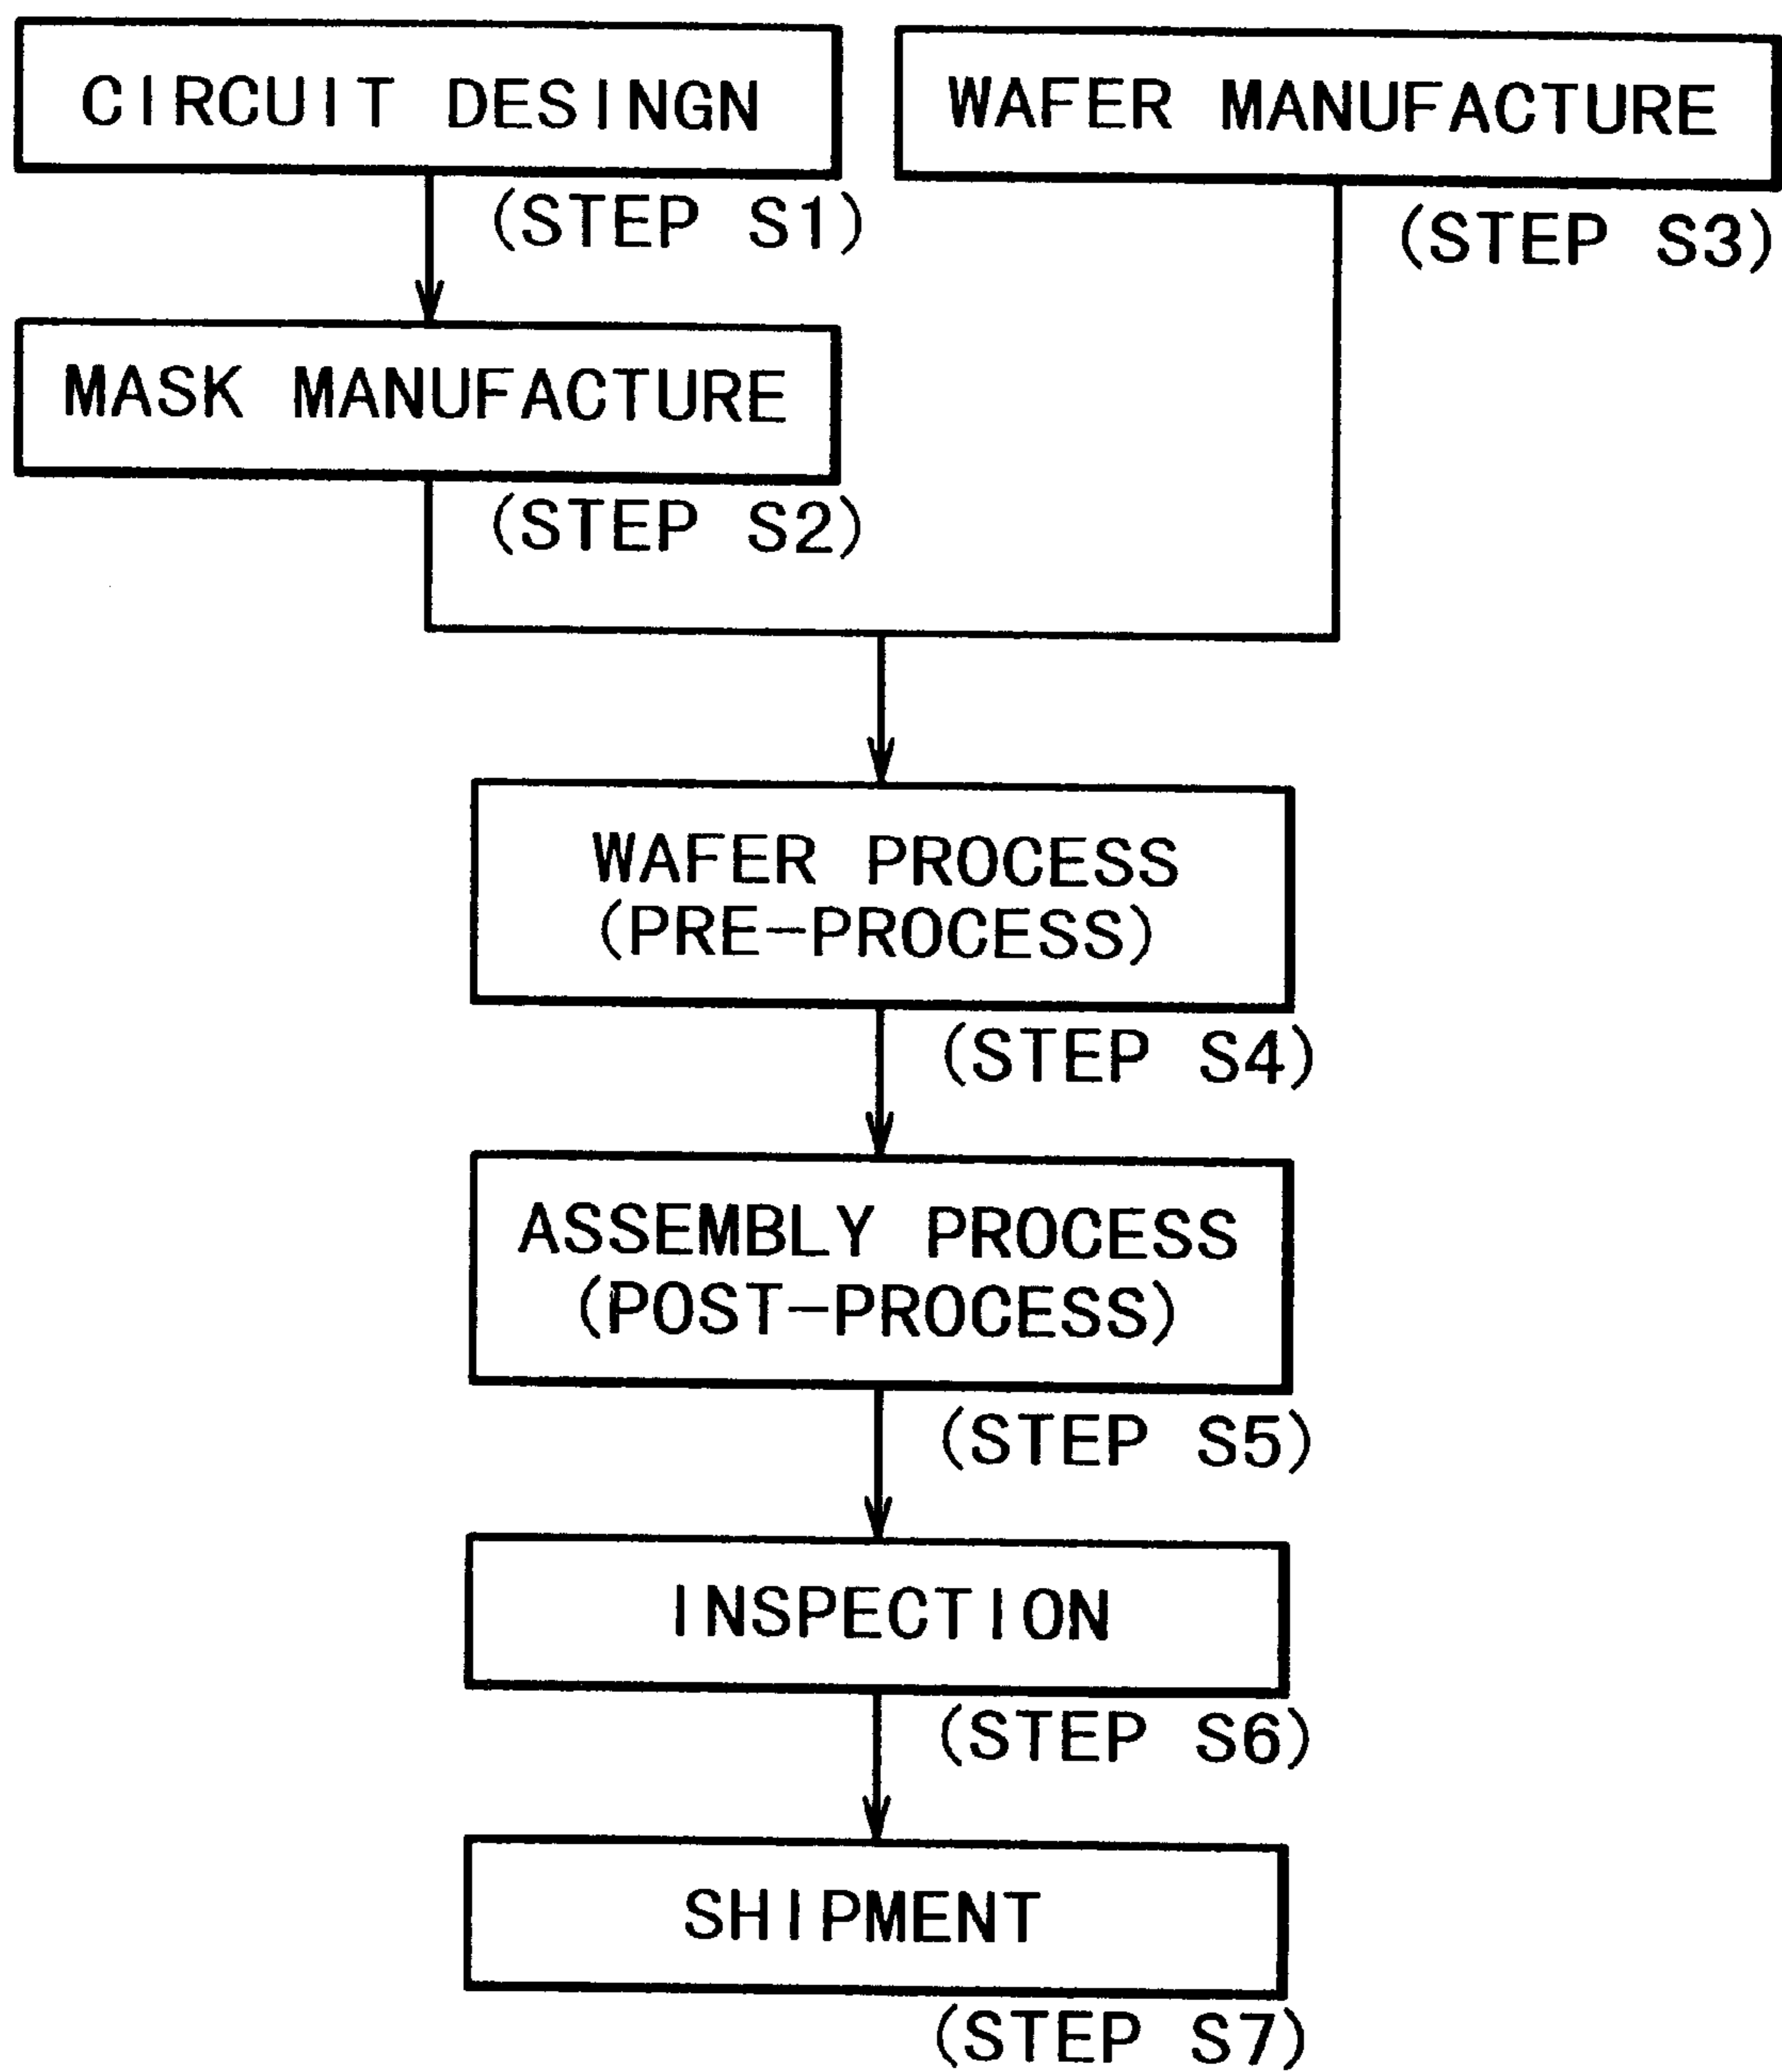 CIRCUIT DESINGN
(STEP S1)
WAFER MANUFACTURE
(STEP S3)
MASK MANUFACTURE
(STEP S2)
WAFER PROCESS
(PRE-PROCESS)
(STEP S4)
ASSEMBLY PROCESS
(POST-PROCESS)
(STEP S5)
INSPECTION
(STEP S6)
SHIPMENT
(STEP S7)